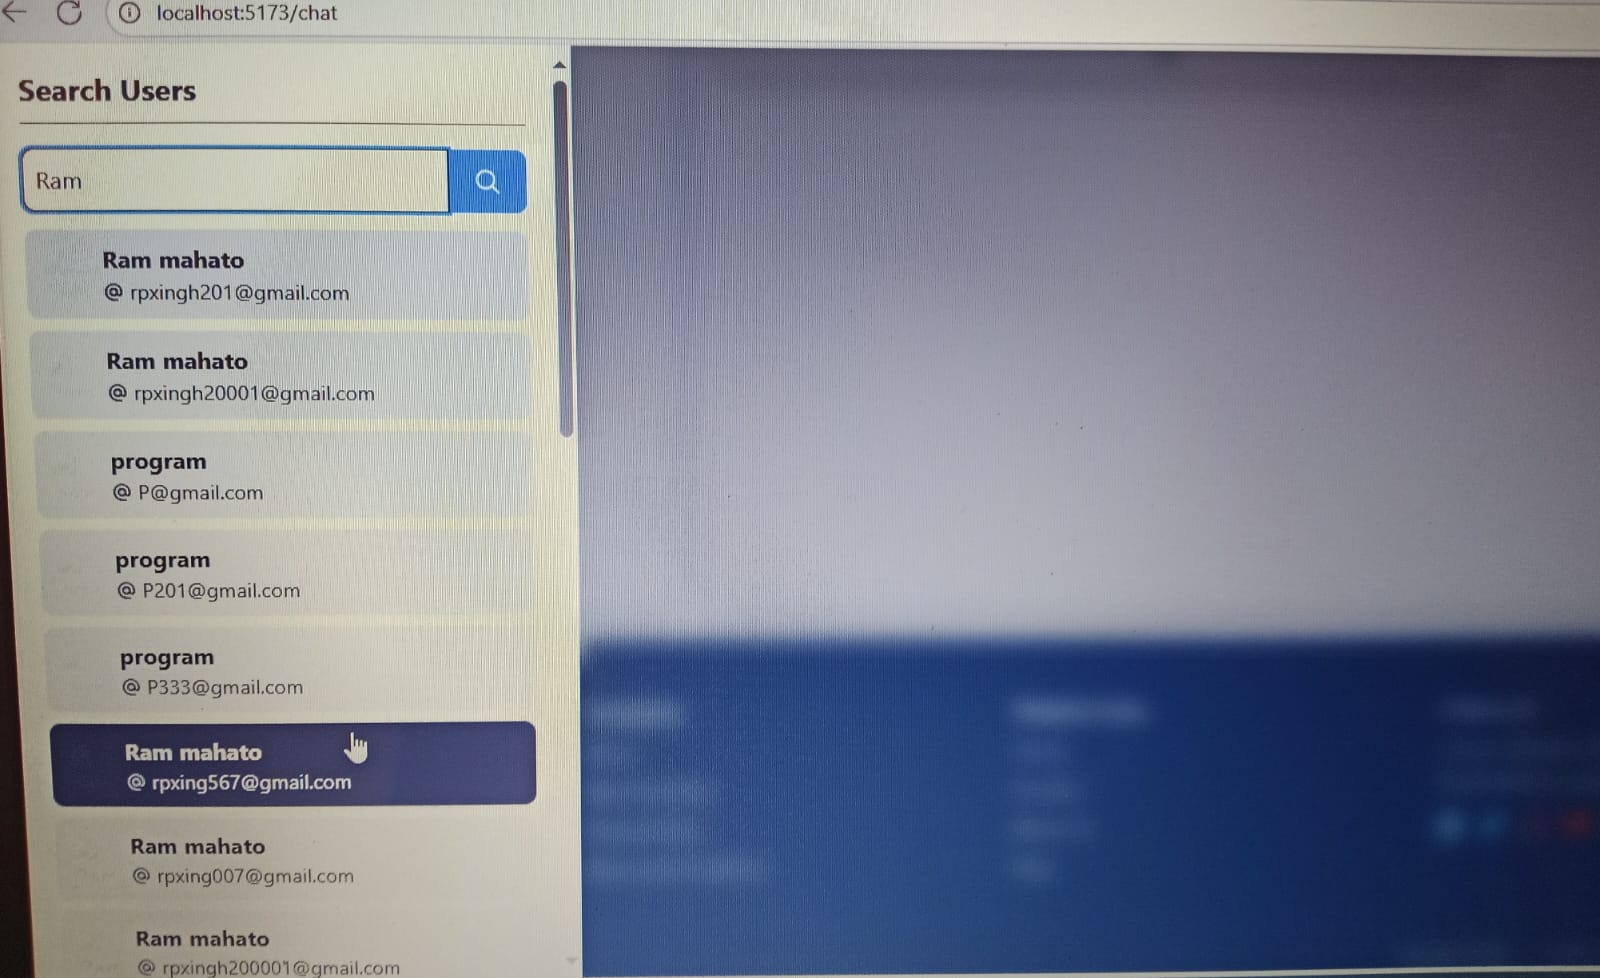 localhost:5173/chat
Search Users
Ram
Ram mahato
@ rpxingh201@gmail.com
Ram mahato
@ rpxingh20001@gmail.com
program
@ P@gmail.com
program
@ P201@gmail.com
program
@ P333@gmail.com
Ram mahato
@ rpxing567@gmail.com
Ram mahato
@ rpxing007@gmail.com
Ram mahato
@ rpxingh200001@gmail.com